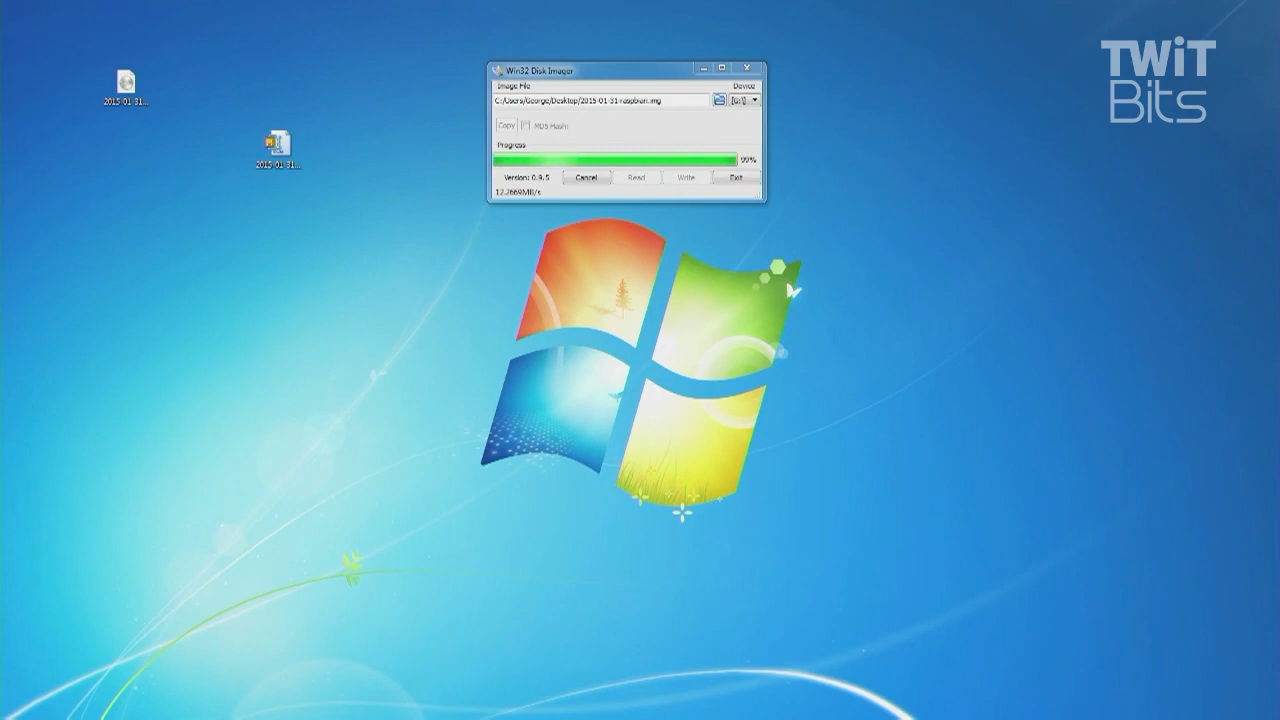 TWiT
Bits
2015-01-31...
2015-01-31...
Win32 Disk Imager
Image File
Device
C:/Users/George/Desktop/2015-01-31-raspbian.img
[G:\]
Copy
MD5 Hash:
Progress
99%
Version: 0.9.5
Cancel
Read
Write
Exit
12.2669MB/s